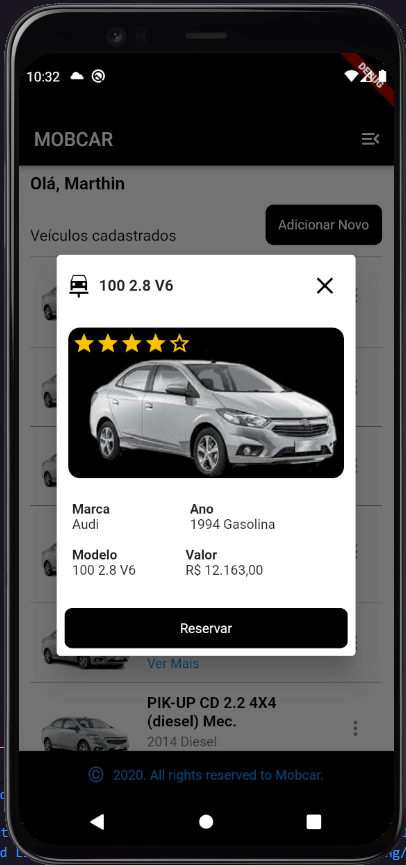 10:32
DEBUG
MOBCAR
Olá, Marthin
Adicionar Novo
Veículos cadastrados
100 2.8 V6
Marca
Audi
Ano
1994 Gasolina
Modelo
100 2.8 V6
Valor
R$ 12.163,00
Reservar
Ver Mais
PIK-UP CD 2.2 4X4
(diesel) Mec.
2014 Diesel
© 2020. All rights reserved to Mobcar.